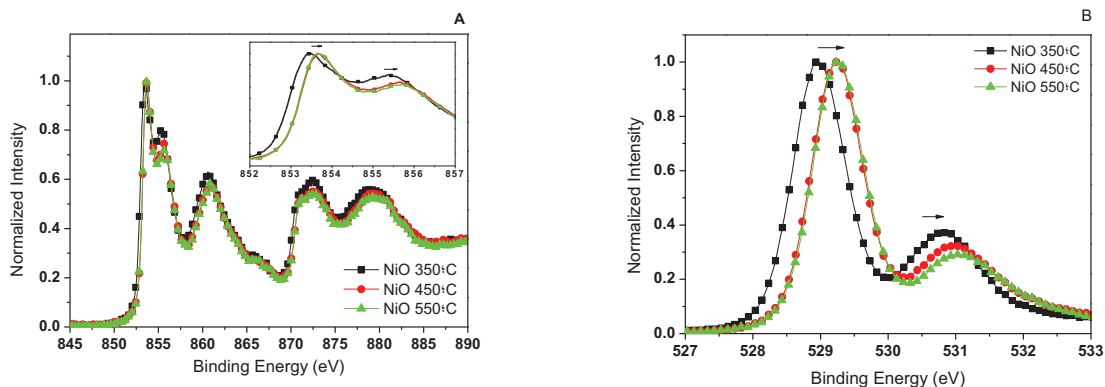 A
Normalized Intensity
1.0
0.8
0.6
0.4
0.2
0.0
845 850 855 860 865 870 875 880 885 890
Binding Energy (eV)
852 853 854 855 856 857
NiO 350°C
NiO 450°C
NiO 550°C
B
Normalized Intensity
1.0
0.8
0.6
0.4
0.2
0.0
527 528 529 530 531 532 533
Binding Energy (eV)
NiO 350°C
NiO 450°C
NiO 550°C